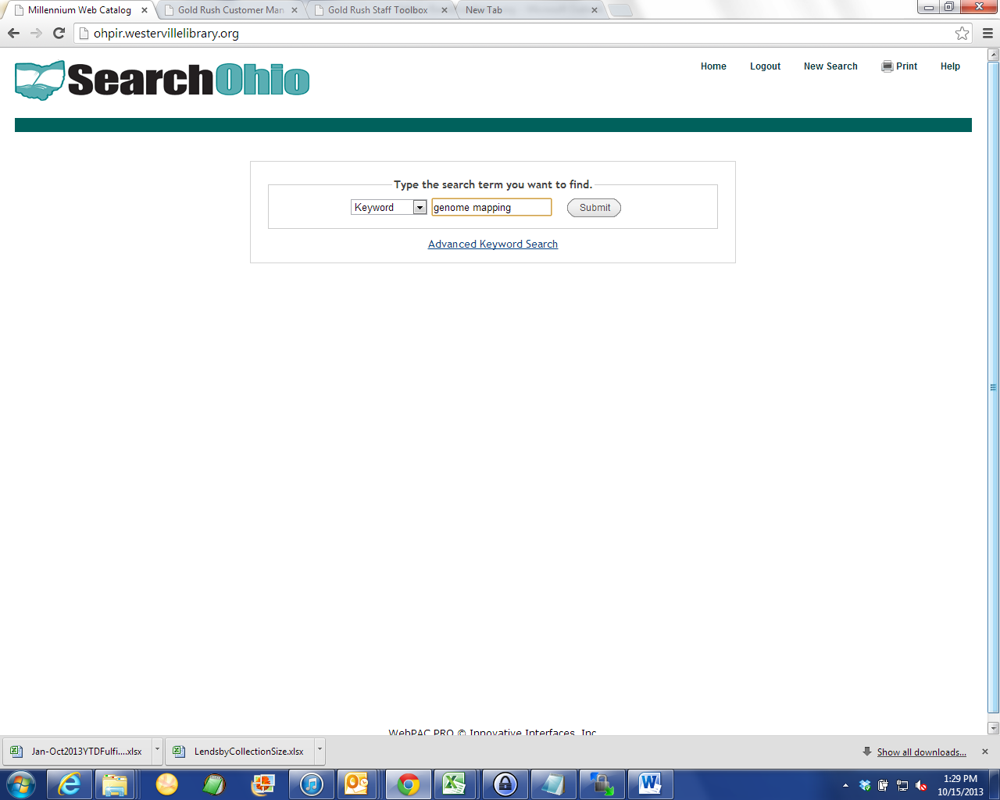 Millennium Web Catalog
Gold Rush Customer Man
Gold Rush Staff Toolbox
New Tab
ohpir.westervillelibrary.org
SearchOhio
Home Logout New Search Print Help
Type the search term you want to find.
Keyword genome mapping Submit
Advanced Keyword Search
WebPAC PRO © Innovative Interfaces, Inc
Jan-Oct2013YTDFulfi....xlsx
LendsbyCollectionSize.xlsx
Show all downloads...
1:29 PM
10/15/2013